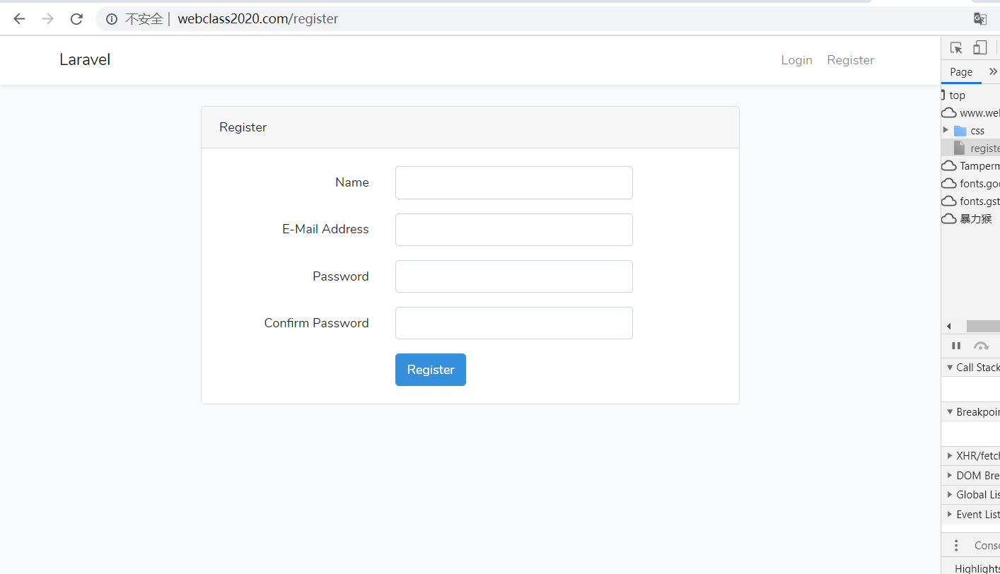 不安全 | webclass2020.com/register
Laravel
Login Register
Register
Name
E-Mail Address
Password
Confirm Password
Register
Page
top
www.wel
css
registe
Tamperm
fonts.goo
fonts.gst
暴力猴
Call Stack
Breakpoin
XHR/fetch
DOM Bre
Global Lis
Event List
Conso
Highlights